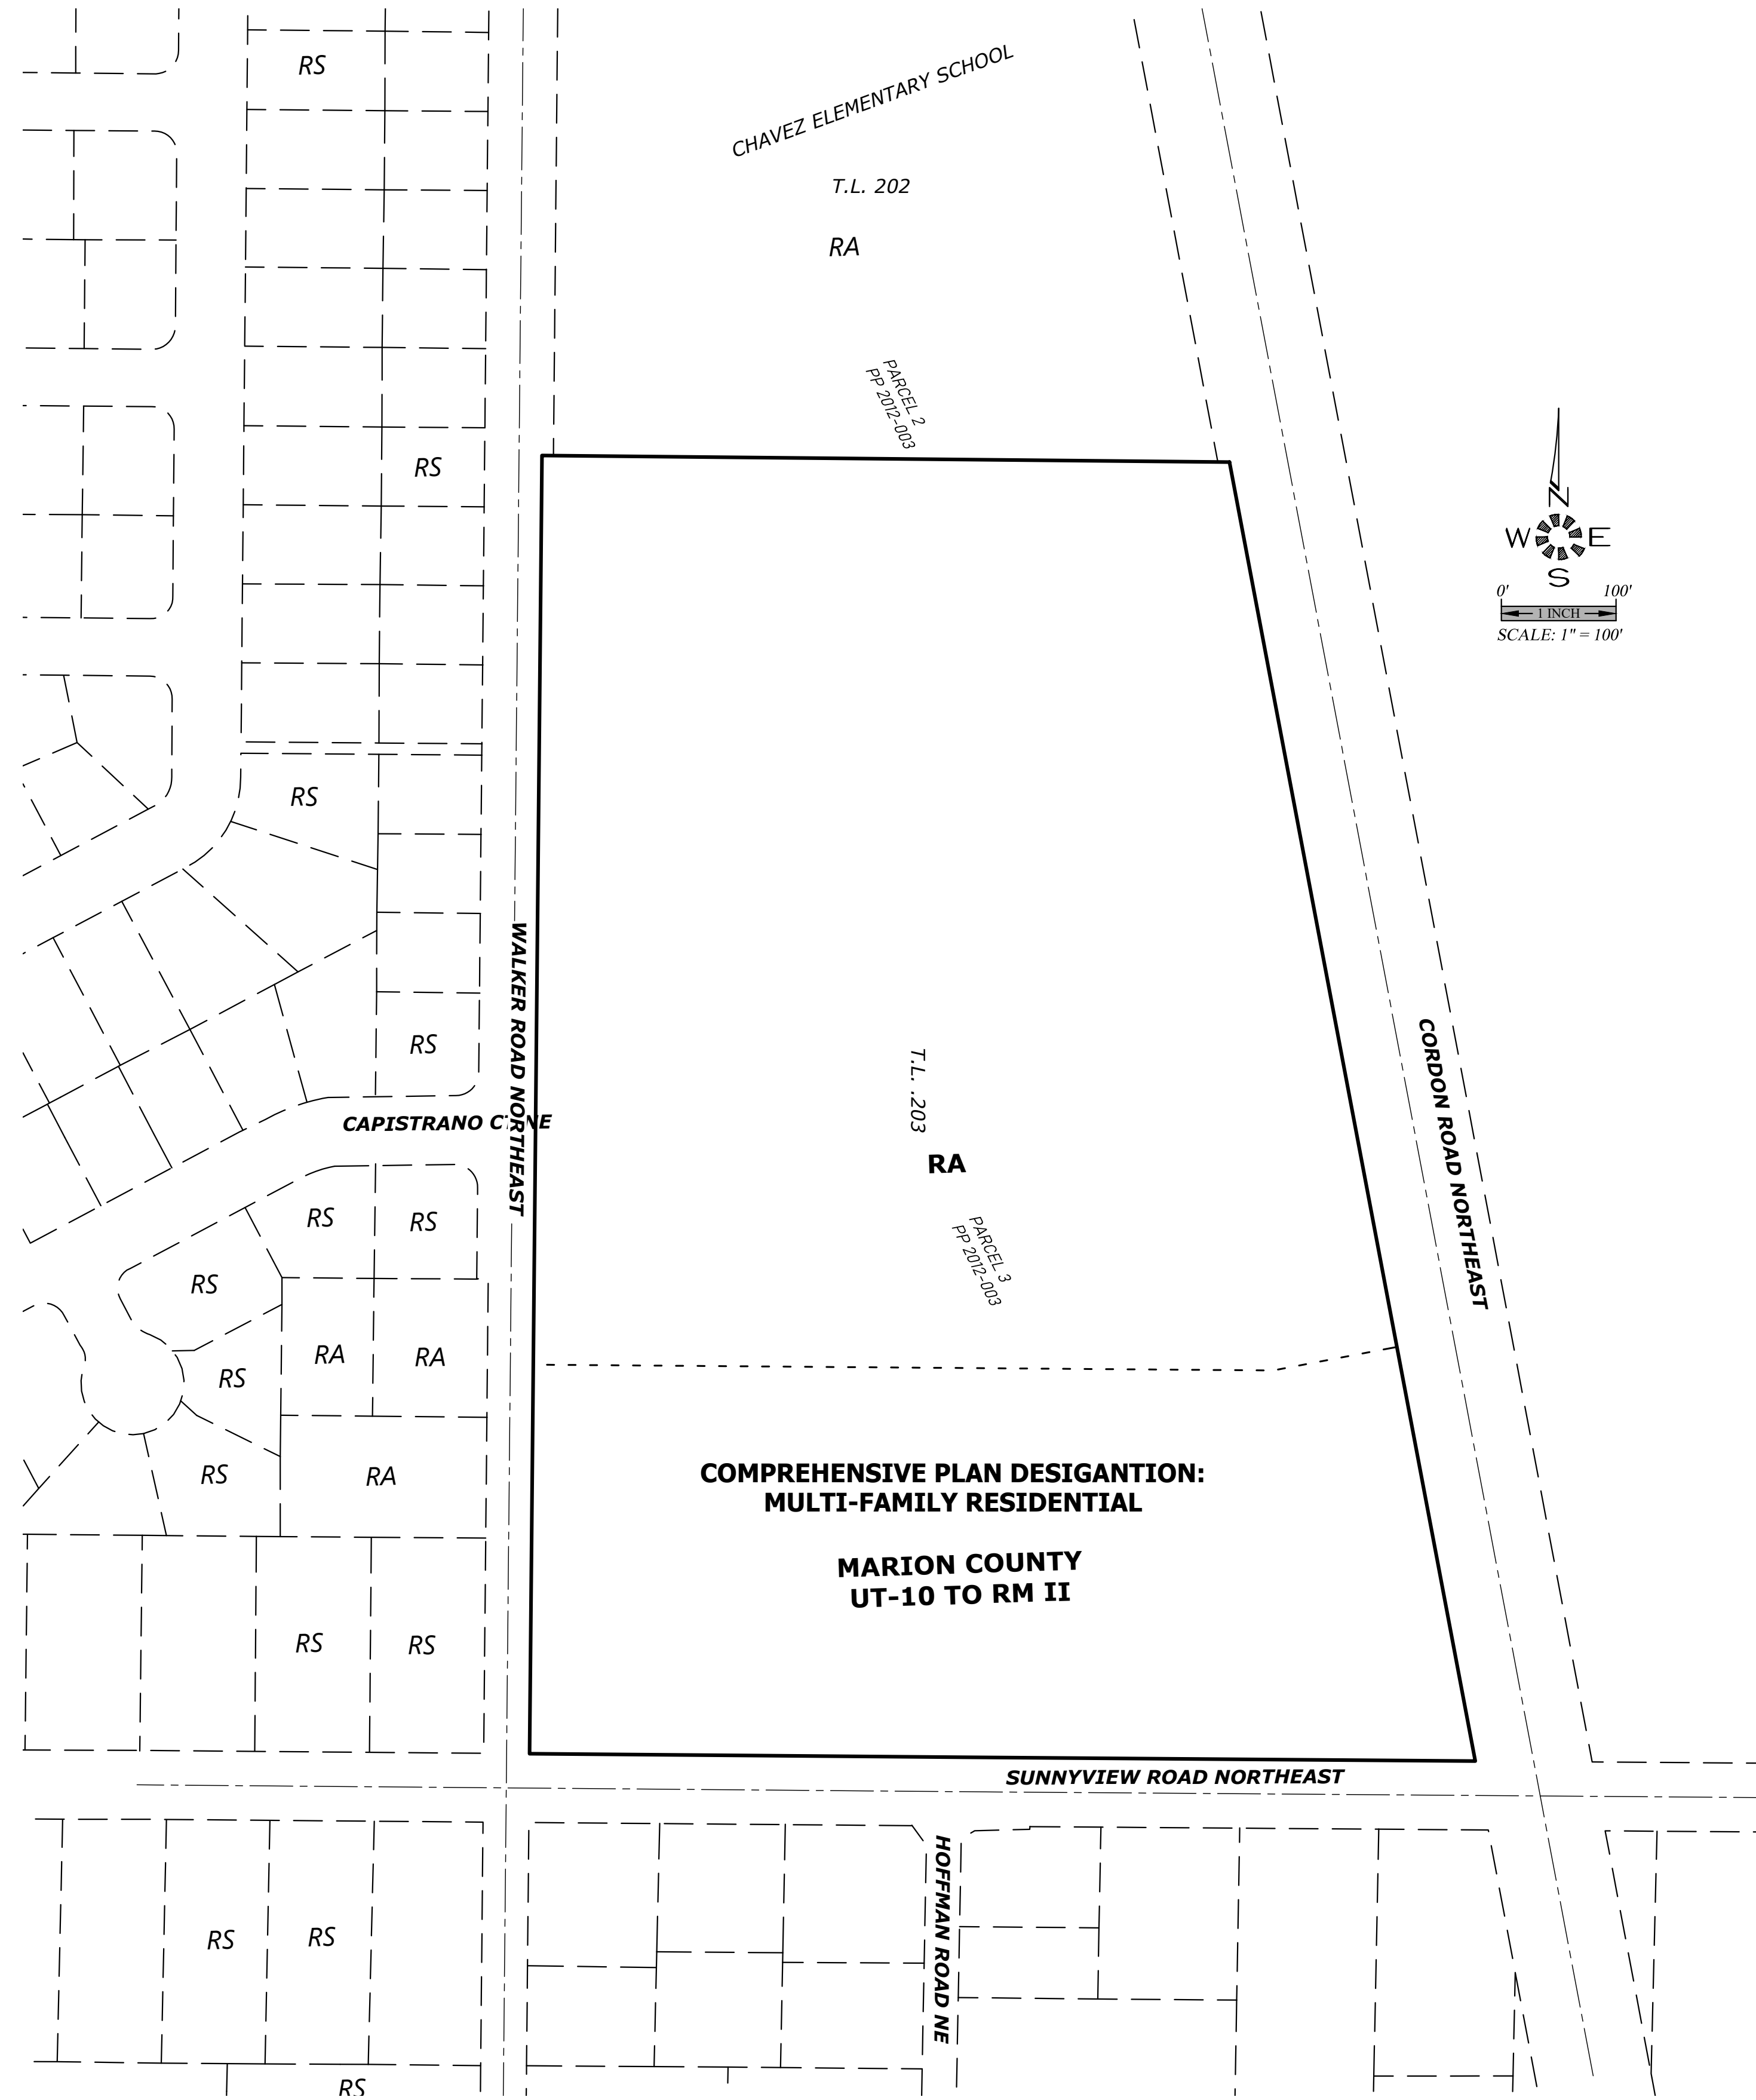 RS
CHAVEZ ELEMENTARY SCHOOL
T.L. 202
RA
PARCEL 2
PP 2012-003
RS
N
W E
S
0' 100'
1 INCH
SCALE: 1" = 100'
RS
WALKER ROAD NORTHEAST
RS
CORDON ROAD NORTHEAST
T.L. .203
CAPISTRANO CT NE
RA
RS
RS
PARCEL 3
PP 2012-003
RS
RA
RA
RS
RS
RA
COMPREHENSIVE PLAN DESIGANTION:
MULTI-FAMILY RESIDENTIAL
MARION COUNTY
UT-10 TO RM II
RS
RS
SUNNYVIEW ROAD NORTHEAST
HOFFMAN ROAD NE
RS
RS
RS